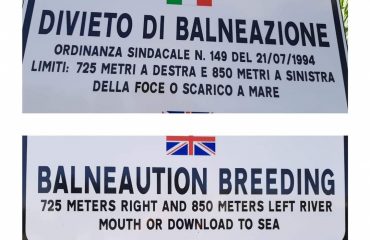 DIVIETO DI BALNEAZIONE
ORDINANZA SINDACALE N. 149 DEL 21/07/1994
LIMITI: 725 METRI A DESTRA E 850 METRI A SINISTRA
DELLA FOCE O SCARICO A MARE
BALNEAUTION BREEDING
725 METERS RIGHT AND 850 METERS LEFT RIVER
MOUTH OR DOWNLOAD TO SEA